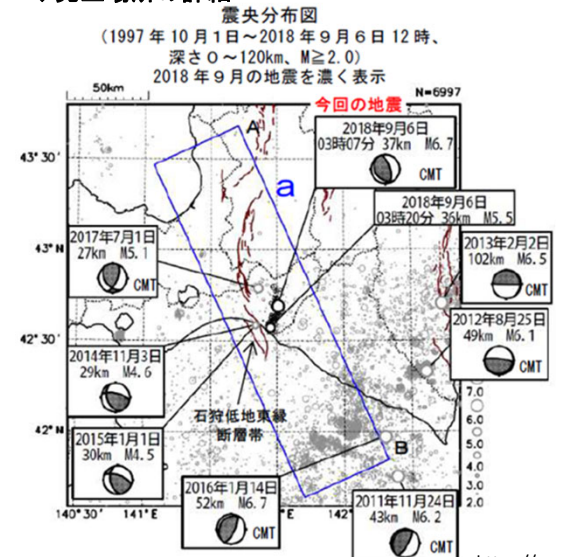 震央分布図
（1997年10月1日～2018年9月6日12時、
深さ０～120km、M≧2.0）
2018年9月の地震を濃く表示
50km
N=6997
今回の地震
A
2018年9月6日
03時07分 37km M6.7
CMT
43°30'
a
2018年9月6日
03時20分 36km M5.5
2017年7月1日
27km M5.1
CMT
43°N
2013年2月2日
102km M6.5
CMT
2012年8月25日
49km M6.1
CMT
42°30'
2014年11月3日
29km M4.6
石狩低地東縁
断層帯
7.0
6.0
5.0
4.0
3.0
2.0
42°N
B
2015年1月1日
30km M4.5
2016年1月14日
52km M6.7
CMT
2011年11月24日
43km M6.2
CMT
140°30'
141°E
°E
142°